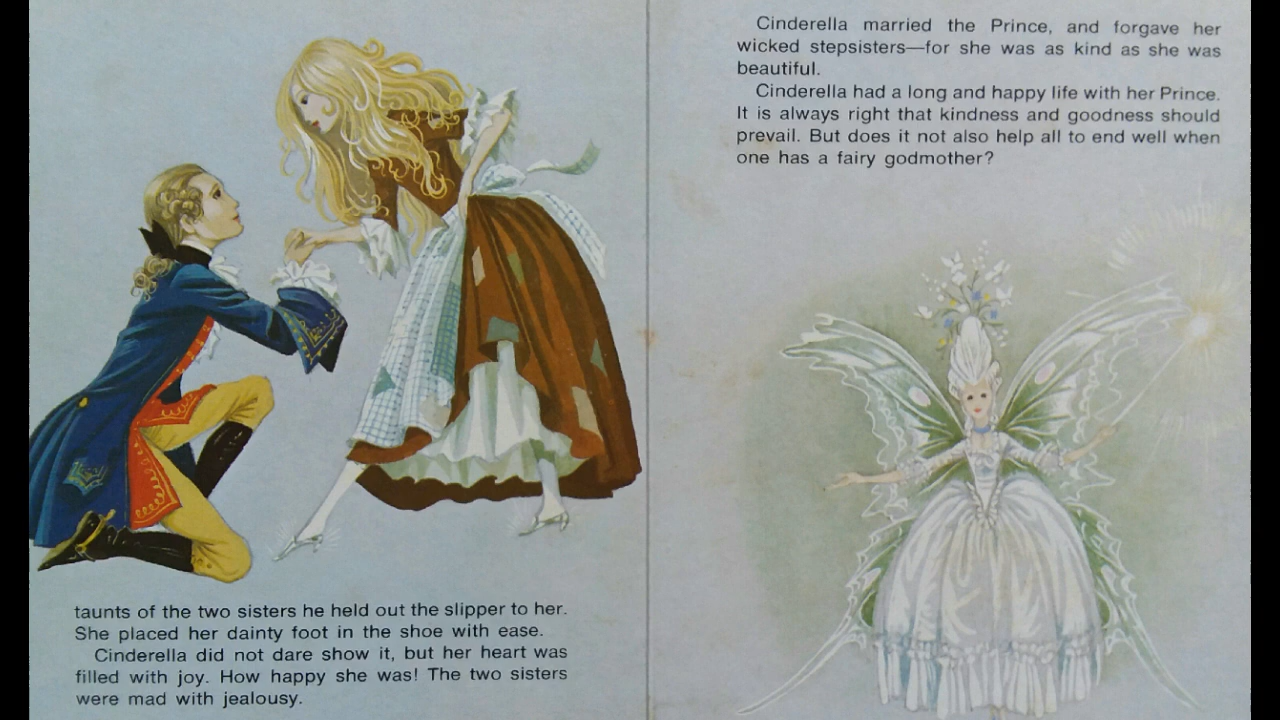 taunts of the two sisters he held out the slipper to her.
She placed her dainty foot in the shoe with ease.
Cinderella did not dare show it, but her heart was
filled with joy. How happy she was! The two sisters
were mad with jealousy.
Cinderella married the Prince, and forgave her
wicked stepsisters—for she was as kind as she was
beautiful.
Cinderella had a long and happy life with her Prince.
It is always right that kindness and goodness should
prevail. But does it not also help all to end well when
one has a fairy godmother?